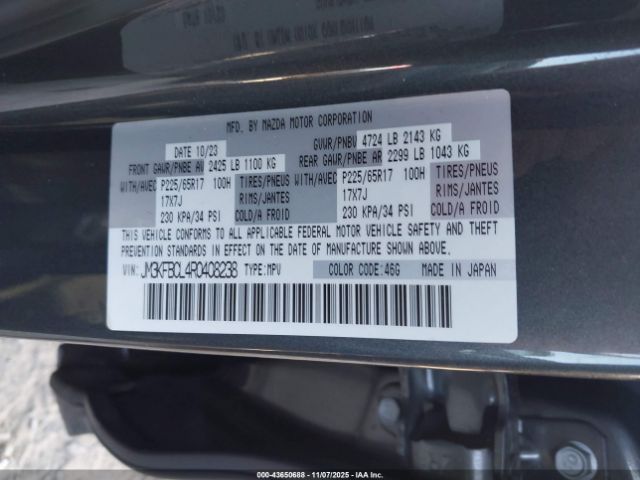 MFD. BY MAZDA MOTOR CORPORATION
DATE 10/23 GVWR/PNBV 4724 LB 2143 KG
FRONT GAWR/PNBE AV 2425 LB 1100 KG REAR GAWR/PNBE AR 2299 LB 1043 KG
WITH/AVEC P225/65R17 100H TIRES/PNEUS WITH/AVEC P225/65R17 100H TIRES/PNEUS
17X7J RIMS/JANTES 17X7J RIMS/JANTES
230 KPA/34 PSI COLD/A FROID 230 KPA/34 PSI COLD/A FROID
THIS VEHICLE CONFORMS TO ALL APPLICABLE FEDERAL MOTOR VEHICLE SAFETY AND THEFT
PREVENTION STANDARDS IN EFFECT ON THE DATE OF MANUFACTURE SHOWN ABOVE.
VIN: JM3KFBCL4R0408238 TYPE: MPV COLOR CODE: 46G MADE IN JAPAN
000-43650688 - 11/07/2025 - IAA Inc.